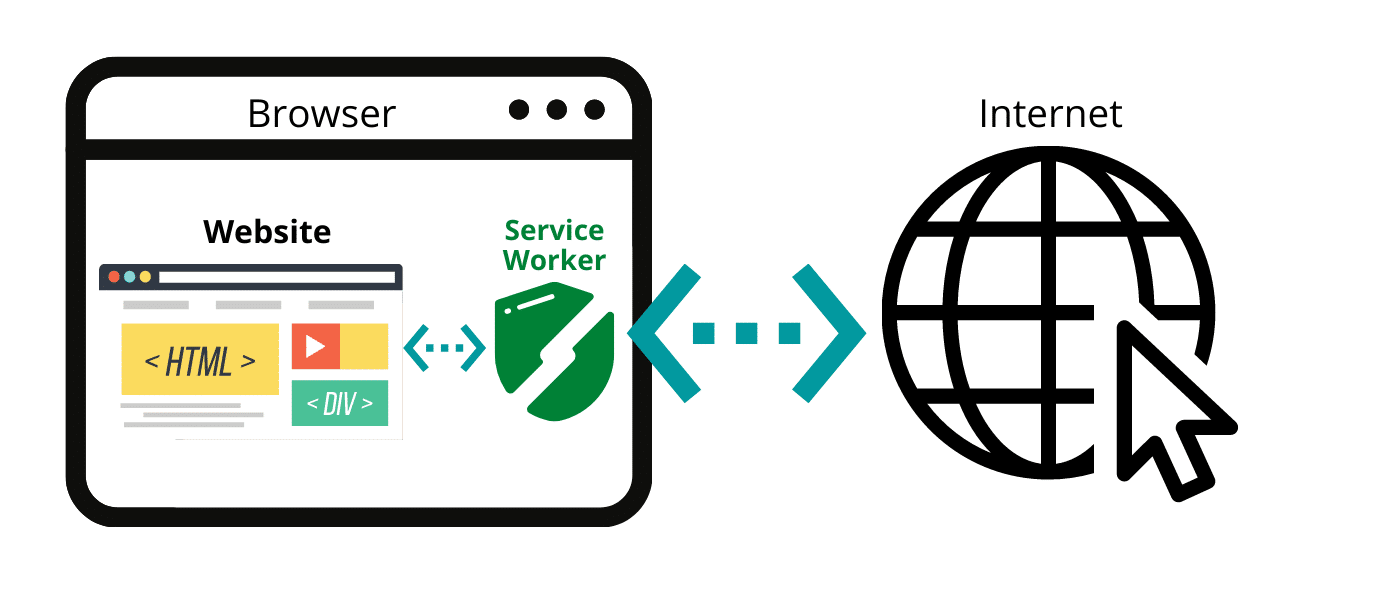 Browser
Internet
Website
Service
Worker
< HTML >
< DIV >